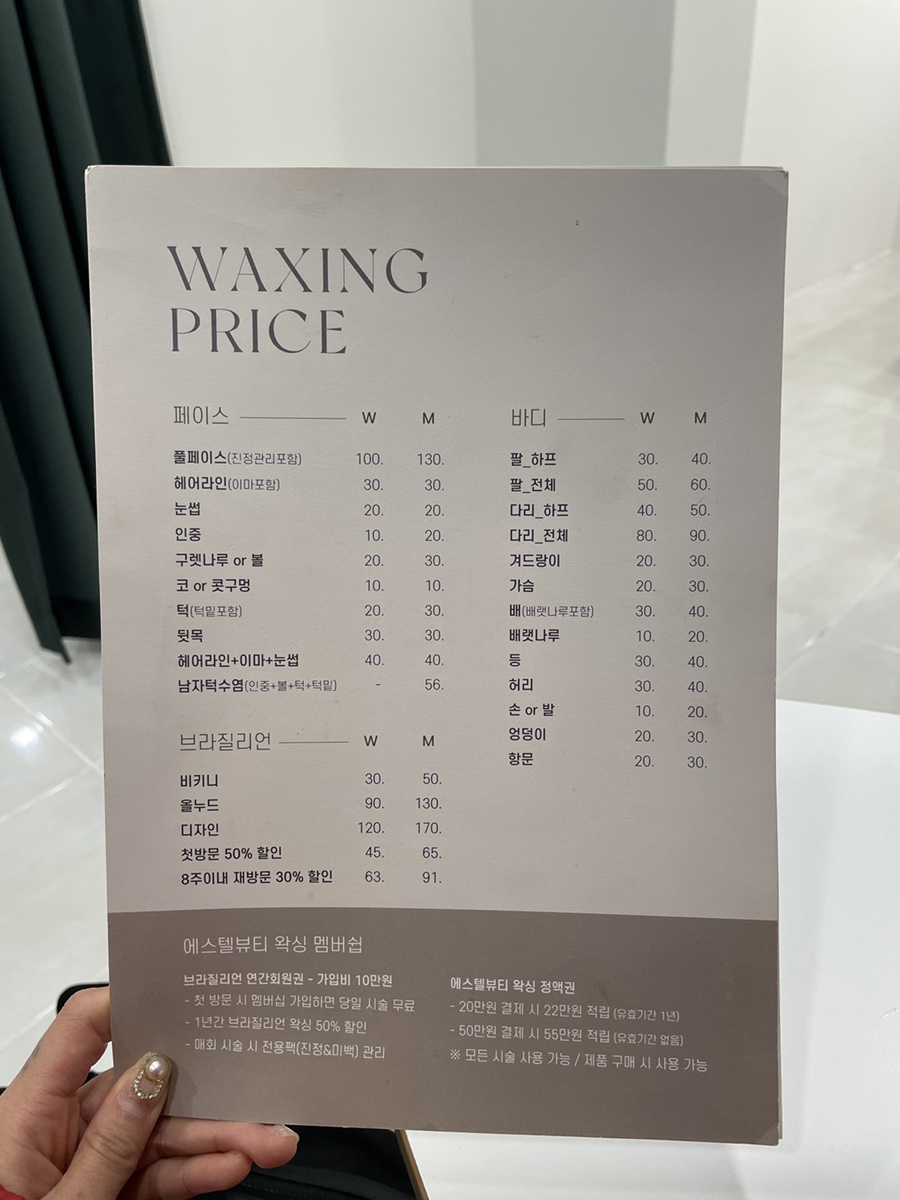 WAXING
PRICE
페이스 W M
풀페이스(진정관리포함) 100. 130.
헤어라인(이마포함) 30. 30.
눈썹 20. 20.
인중 10. 20.
구렛나루 or 볼 20. 30.
코 or 콧구멍 10. 10.
턱(턱밑포함) 20. 30.
뒷목 30. 30.
헤어라인+이마+눈썹 40. 40.
남자턱수염(인중+볼+턱+턱밑) - 56.
브라질리언 W M
비키니 30. 50.
올누드 90. 130.
디자인 120. 170.
첫방문 50% 할인 45. 65.
8주이내 재방문 30% 할인 63. 91.
바디 W M
팔_하프 30. 40.
팔_전체 50. 60.
다리_하프 40. 50.
다리_전체 80. 90.
겨드랑이 20. 30.
가슴 20. 30.
배(배랫나루포함) 30. 40.
배랫나루 10. 20.
등 30. 40.
허리 30. 40.
손 or 발 10. 20.
엉덩이 20. 30.
항문 20. 30.
에스텔뷰티 왁싱 멤버쉽
브라질리언 연간회원권 - 가입비 10만원
- 첫 방문 시 멤버십 가입하면 당일 시술 무료
- 1년간 브라질리언 왁싱 50% 할인
- 매회 시술 시 전용팩(진정&미백) 관리
에스텔뷰티 왁싱 정액권
- 20만원 결제 시 22만원 적립 (유효기간 1년)
- 50만원 결제 시 55만원 적립 (유효기간 없음)
※ 모든 시술 사용 가능 / 제품 구매 시 사용 가능